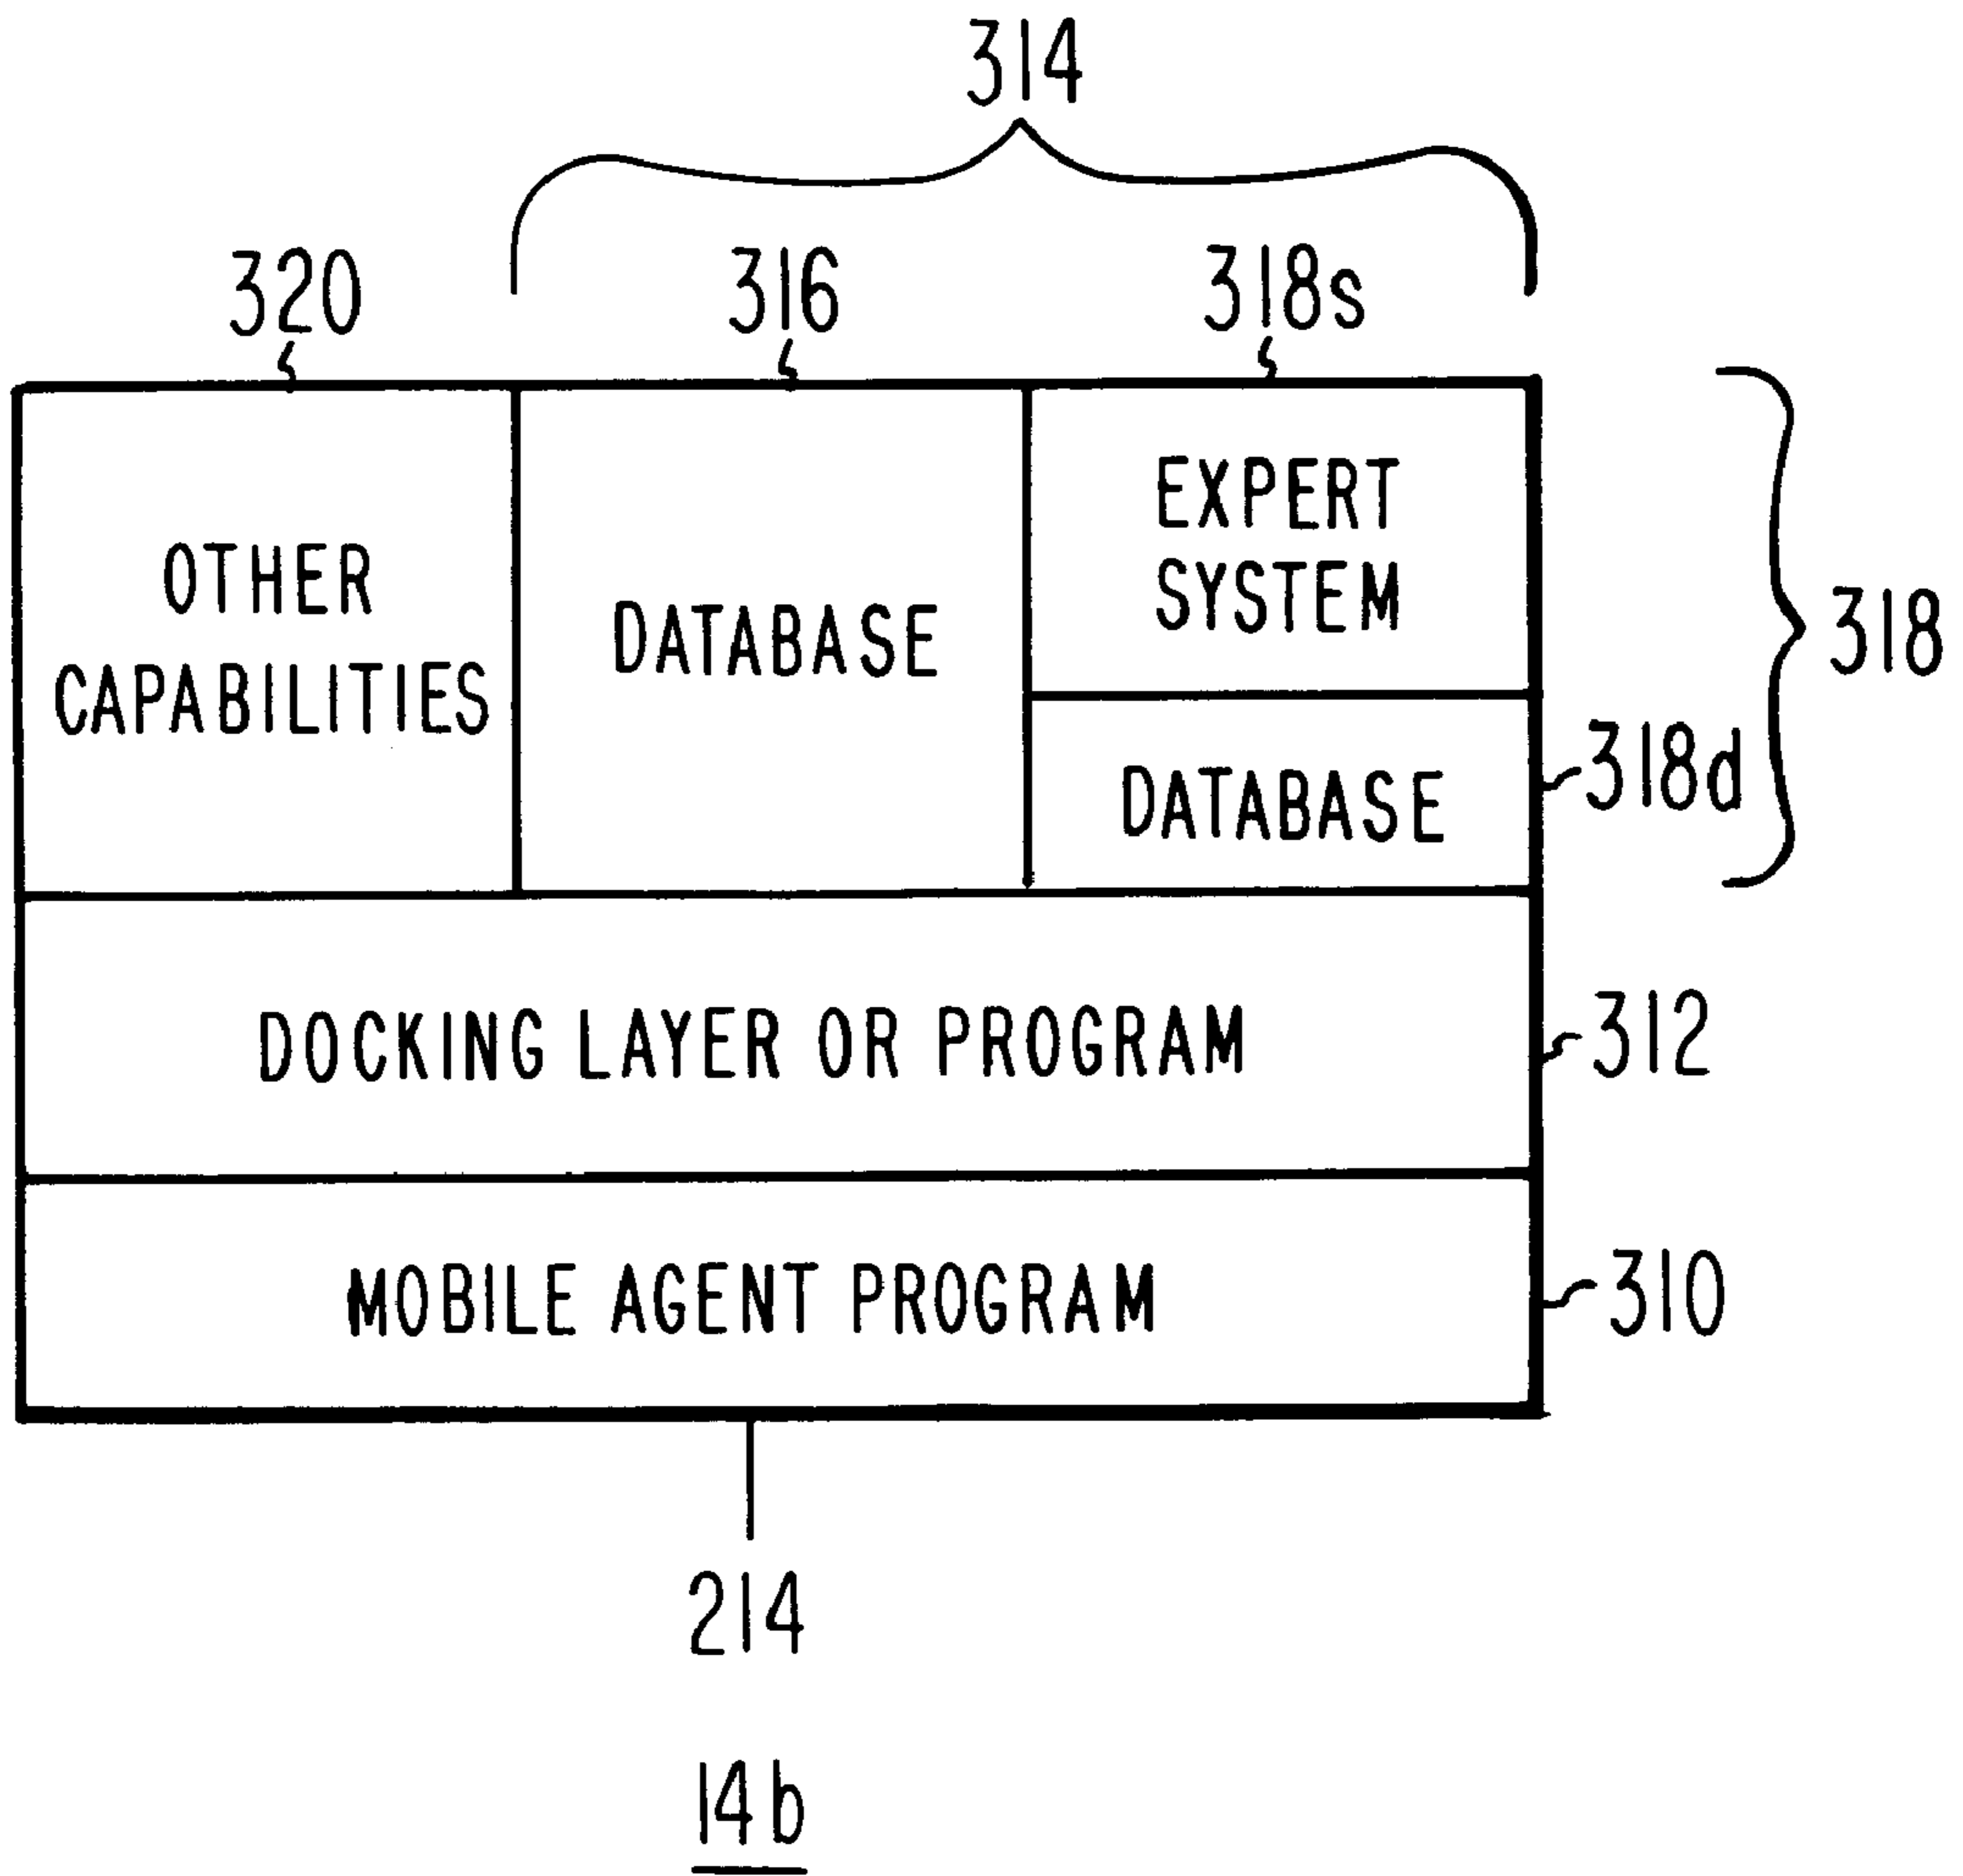 314
320
316
318s
OTHER
CAPABILITIES
DATABASE
EXPERT
SYSTEM
318
DATABASE
318d
DOCKING LAYER OR PROGRAM
312
MOBILE AGENT PROGRAM
310
214
14b